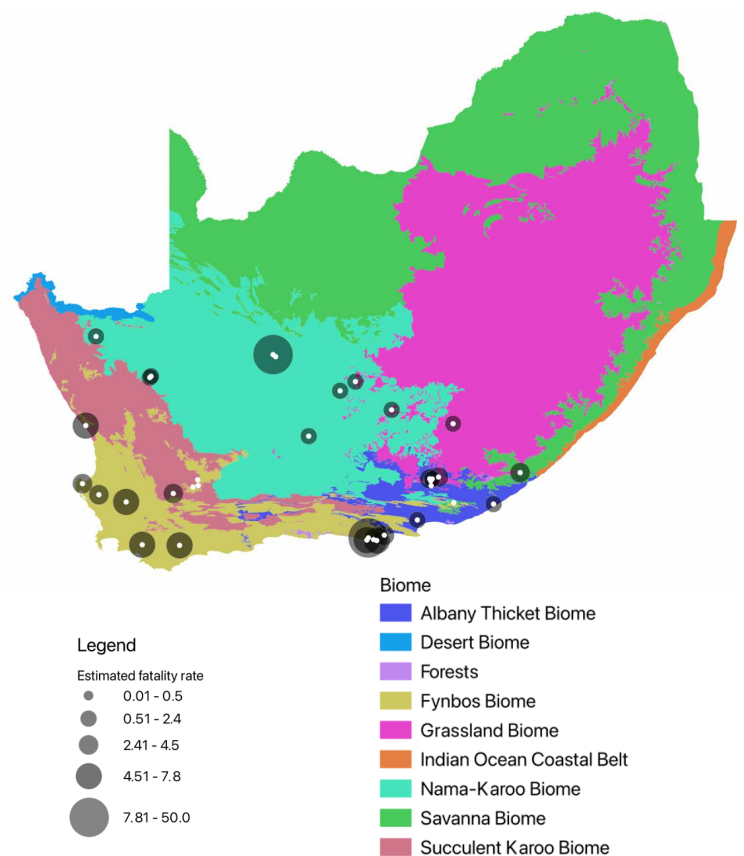 Biome
Albany Thicket Biome
Desert Biome
Forests
Fynbos Biome
Grassland Biome
Indian Ocean Coastal Belt
Nama-Karoo Biome
Savanna Biome
Succulent Karoo Biome
Legend
Estimated fatality rate
0.01 - 0.5
0.51 - 2.4
2.41 - 4.5
4.51 - 7.8
7.81 - 50.0